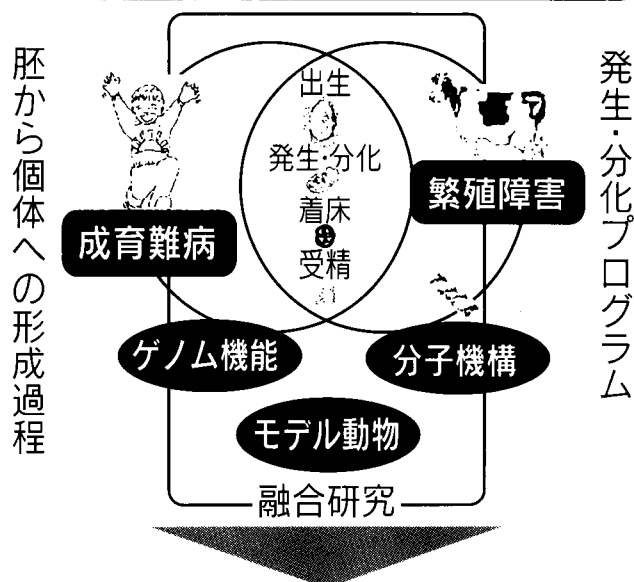 胚から個体への形成過程
発生・分化プログラム
出生
発生・分化
着床
受精
成育難病
繁殖障害
ゲノム機能
分子機構
モデル動物
融合研究